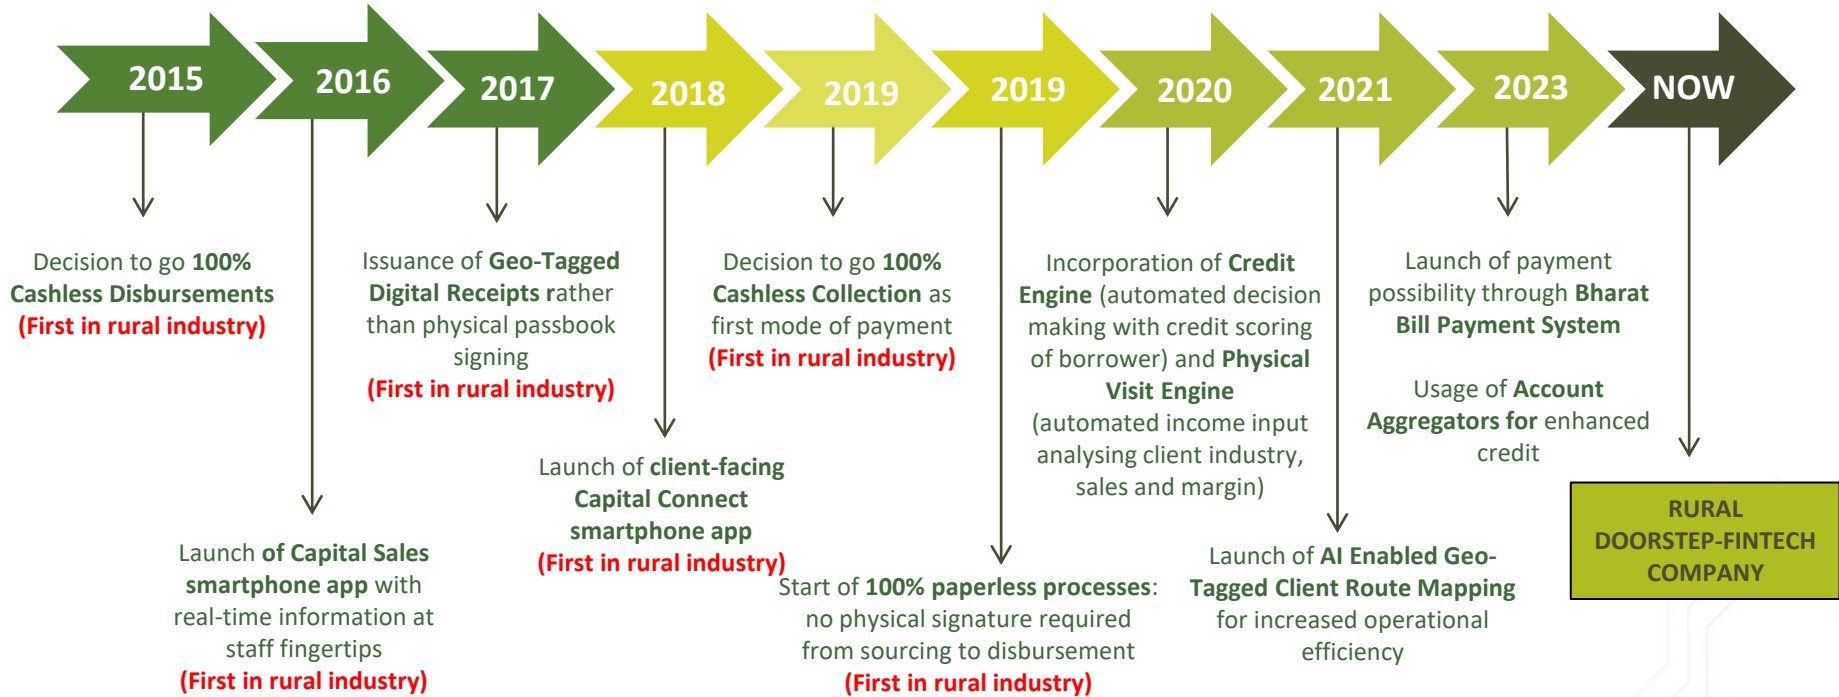 2015
2016
2017
2018
2019
2019
2020
2021
2023
NOW
Decision to go 100%
Cashless Disbursements
(First in rural industry)
Launch of Capital Sales
smartphone app with
real-time information at
staff fingertips
(First in rural industry)
Issuance of Geo-Tagged
Digital Receipts rather
than physical passbook
signing
(First in rural industry)
Launch of client-facing
Capital Connect
smartphone app
(First in rural industry)
Decision to go 100%
Cashless Collection as
first mode of payment
(First in rural industry)
Start of 100% paperless processes:
no physical signature required
from sourcing to disbursement
(First in rural industry)
Incorporation of Credit
Engine (automated decision
making with credit scoring
of borrower) and Physical
Visit Engine
(automated income input
analysing client industry,
sales and margin)
Launch of AI Enabled Geo-
Tagged Client Route Mapping
for increased operational
efficiency
Launch of payment
possibility through Bharat
Bill Payment System
Usage of Account
Aggregators for enhanced
credit
RURAL
DOORSTEP-FINTECH
COMPANY